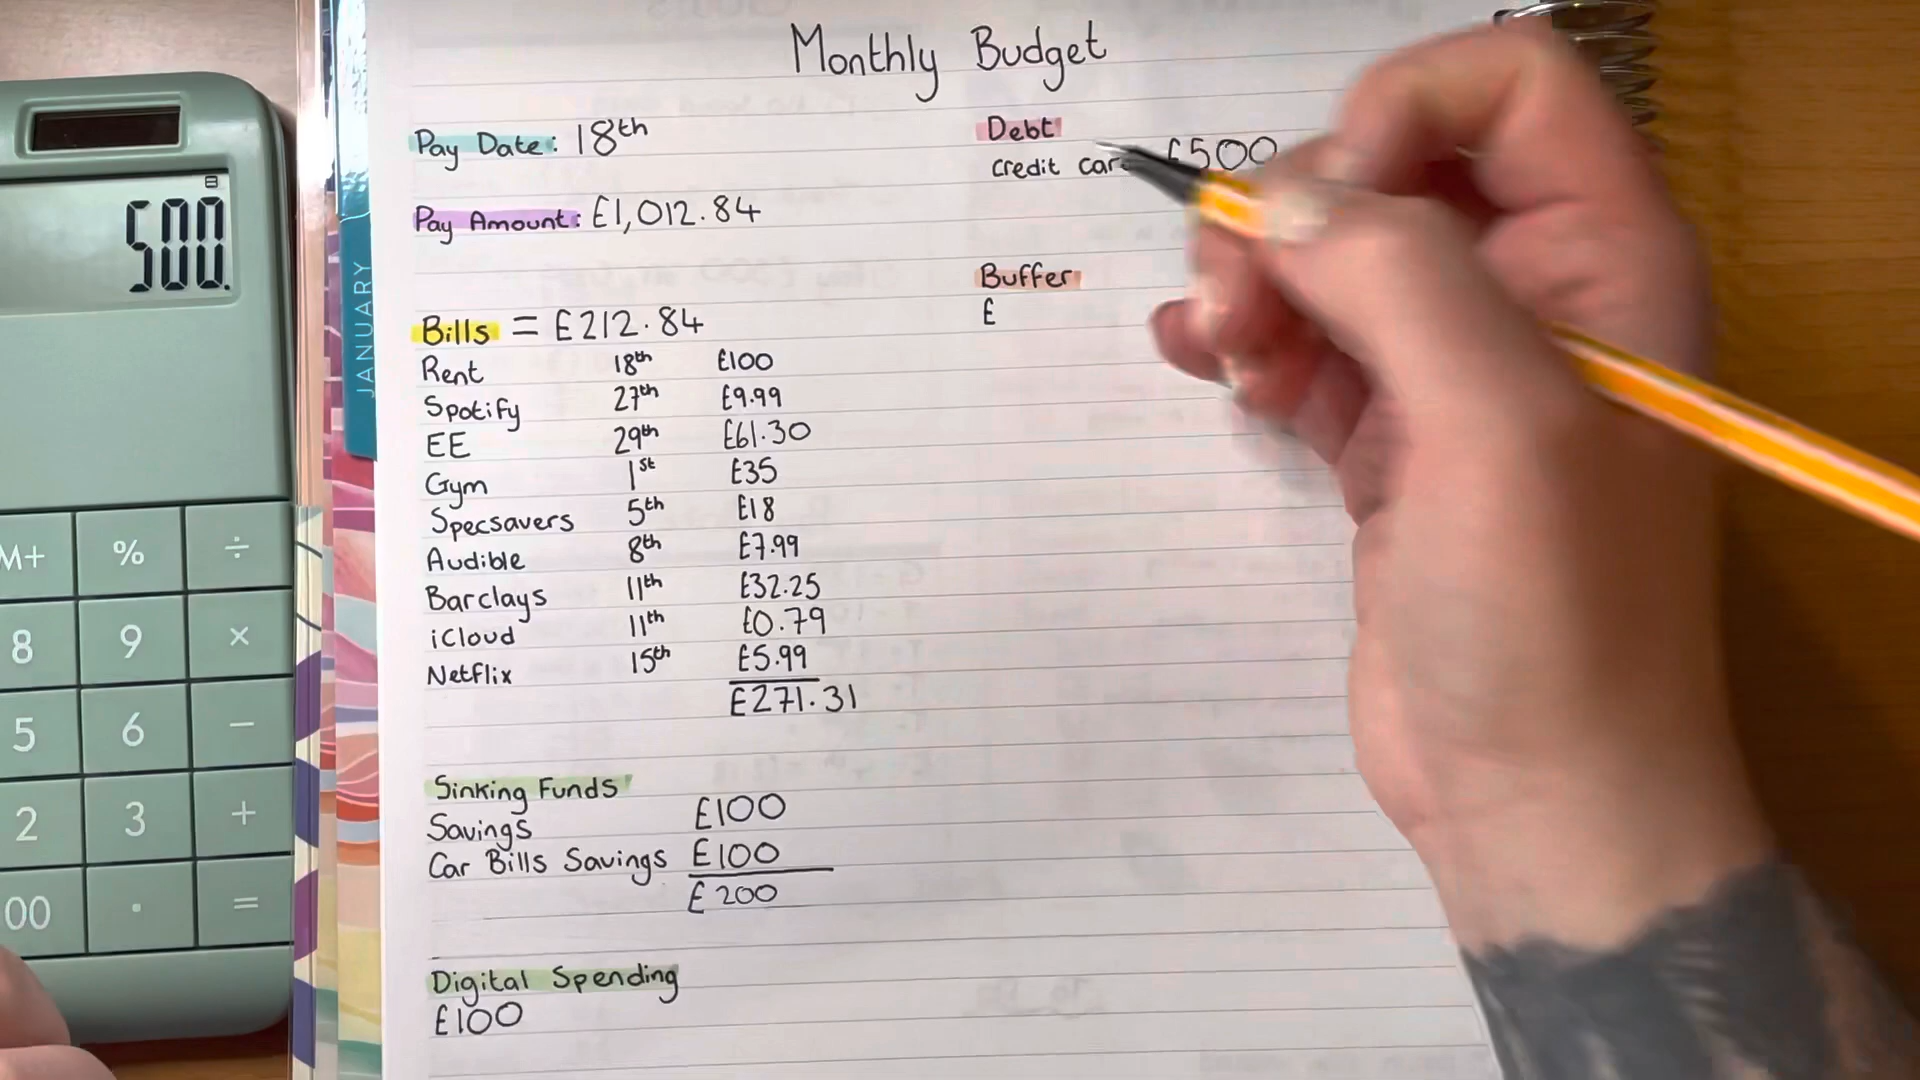 Monthly Budget
Pay Date: 18th
Pay Amount: £1,012.84
Bills = £212.84
Rent 18th £100
Spotify 27th £9.99
EE 29th £61.30
Gym 1st £35
Specsavers 5th £18
Audible 8th £7.99
Barclays 11th £32.25
iCloud 11th £0.79
Netflix 15th £5.99
£271.31
Sinking Funds
Savings £100
Car Bills Savings £100
£200
Digital Spending
£100
Debt
Credit £500
Buffer
£
JANUARY
500.
M+ % ÷
8 9 ×
5 6 −
2 3 +
00 . =